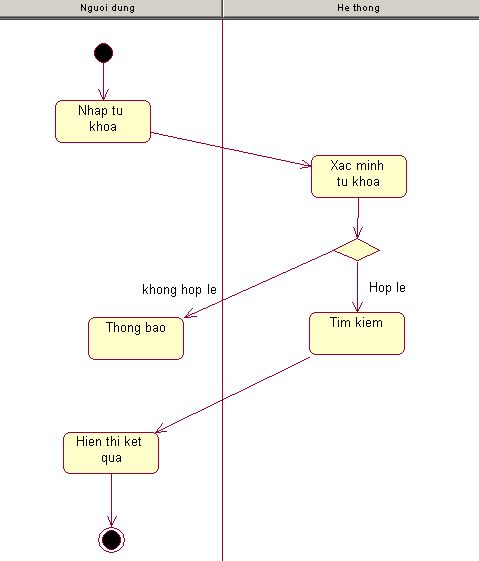 Nguoi dung
He thong
Nhap tu
khoa
Xac minh
tu khoa
khong hop le
Hop le
Thong bao
Tim kiem
Hien thi ket
qua